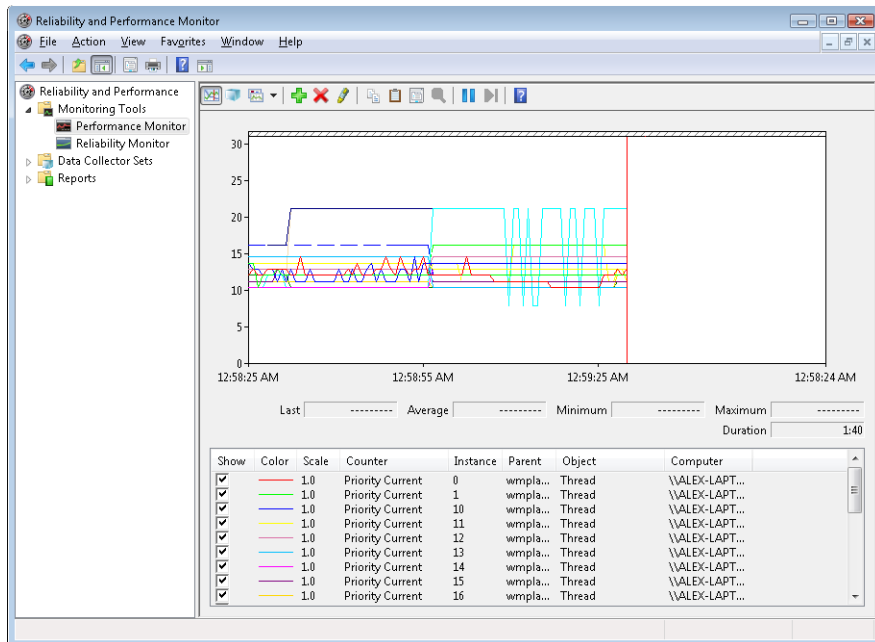 Reliability and Performance Monitor
File Action View Favorites Window Help
Reliability and Performance
Monitoring Tools
Performance Monitor
Reliability Monitor
Data Collector Sets
Reports
30
25
20
15
10
5
0
12:58:25 AM 12:58:55 AM 12:59:25 AM 12:58:24 AM
Last --------- Average --------- Minimum --------- Maximum ---------
Duration 1:40
Show Color Scale Counter Instance Parent Object Computer
1.0 Priority Current 0 wmpla... Thread \\ALEX-LAPT...
1.0 Priority Current 1 wmpla... Thread \\ALEX-LAPT...
1.0 Priority Current 10 wmpla... Thread \\ALEX-LAPT...
1.0 Priority Current 11 wmpla... Thread \\ALEX-LAPT...
1.0 Priority Current 12 wmpla... Thread \\ALEX-LAPT...
1.0 Priority Current 13 wmpla... Thread \\ALEX-LAPT...
1.0 Priority Current 14 wmpla... Thread \\ALEX-LAPT...
1.0 Priority Current 15 wmpla... Thread \\ALEX-LAPT...
1.0 Priority Current 16 wmpla... Thread \\ALEX-LAPT...